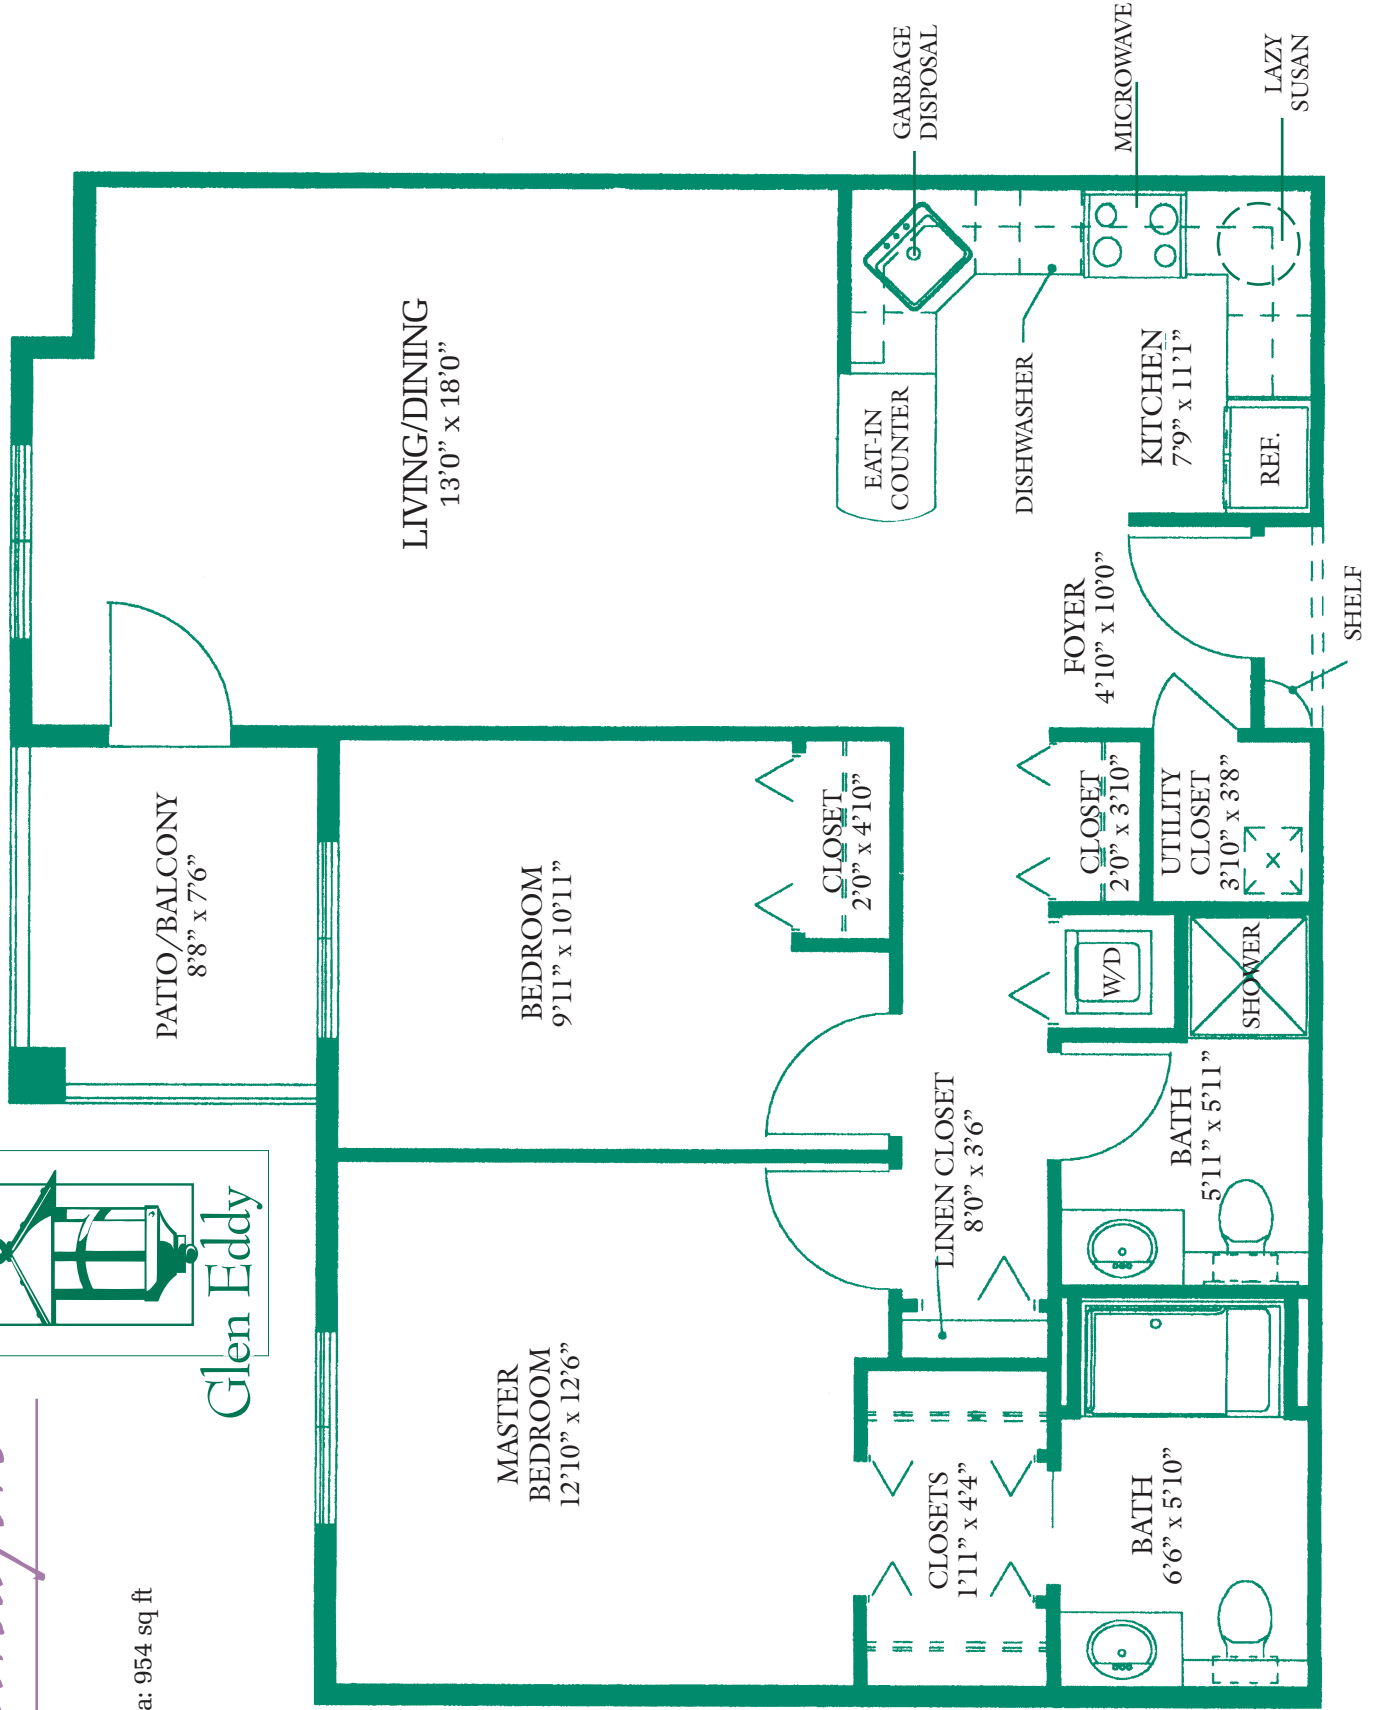 a: 954 sq ft
Glen Eddy
PATIO/BALCONY
8’8” x 7’6”
LIVING/DINING
13’0” x 18’0”
MASTER
BEDROOM
12’10” x 12’6”
BEDROOM
9’11” x 10’11”
CLOSET
2’0” x 4’10”
EAT-IN
COUNTER
GARBAGE
DISPOSAL
DISHWASHER
MICROWAVE
LAZY
SUSAN
KITCHEN
7’9” x 11’1”
REF.
FOYER
4’10” x 10’0”
SHELF
CLOSET
2’0” x 3’10”
UTILITY
CLOSET
3’10” x 3’8”
W/D
SHOWER
LINEN CLOSET
8’0” x 3’6”
BATH
5’11” x 5’11”
CLOSETS
1’11” x 4’4”
BATH
6’6” x 5’10”